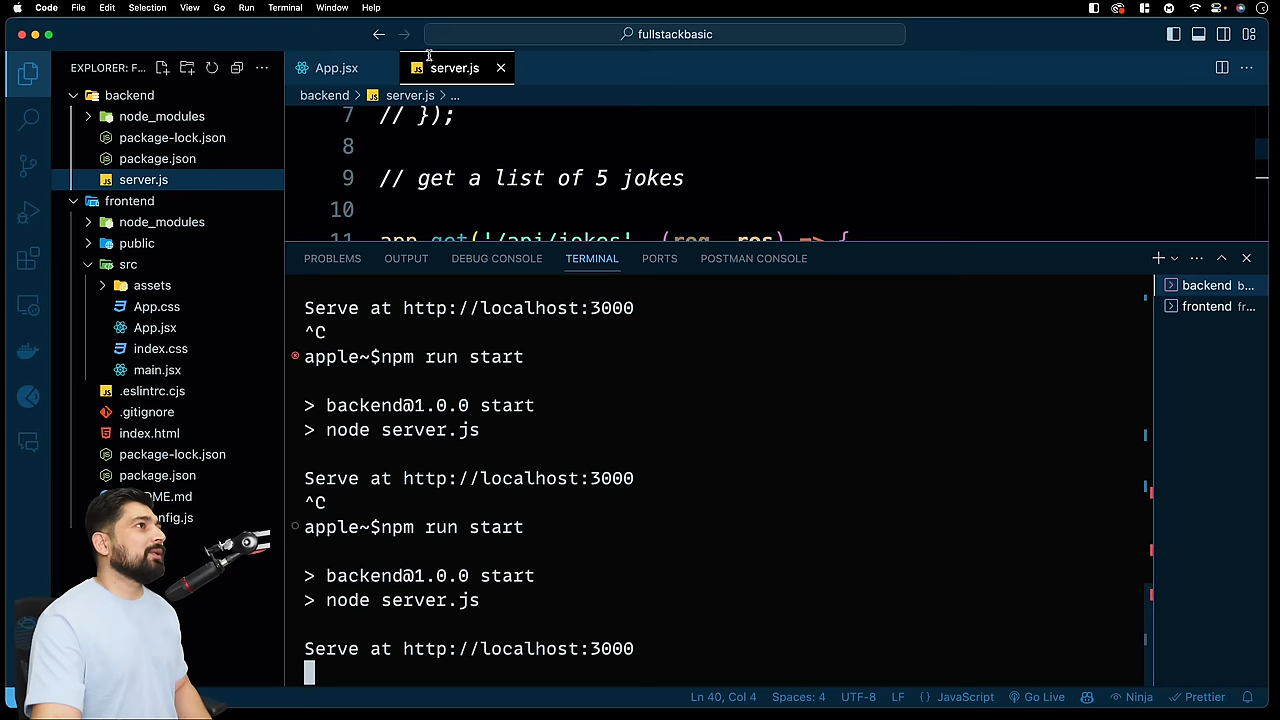 Code File Edit Selection View Go Run Terminal Window Help
fullstackbasic
EXPLORER: F...
App.jsx
server.js
backend > server.js > ...
backend
node_modules
package-lock.json
package.json
server.js
frontend
node_modules
public
src
assets
App.css
App.jsx
index.css
main.jsx
.eslintrc.cjs
.gitignore
index.html
package-lock.json
package.json
7 // });
8
9 // get a list of 5 jokes
10
11 app.get('/api/jokes', (req, res) => {
PROBLEMS OUTPUT DEBUG CONSOLE TERMINAL PORTS POSTMAN CONSOLE
backend b...
frontend fr...
Serve at http://localhost:3000
^C
apple~$npm run start
> backend@1.0.0 start
> node server.js
Serve at http://localhost:3000
^C
apple~$npm run start
> backend@1.0.0 start
> node server.js
Serve at http://localhost:3000
Ln 40, Col 4 Spaces: 4 UTF-8 LF {} JavaScript Go Live Ninja Prettier